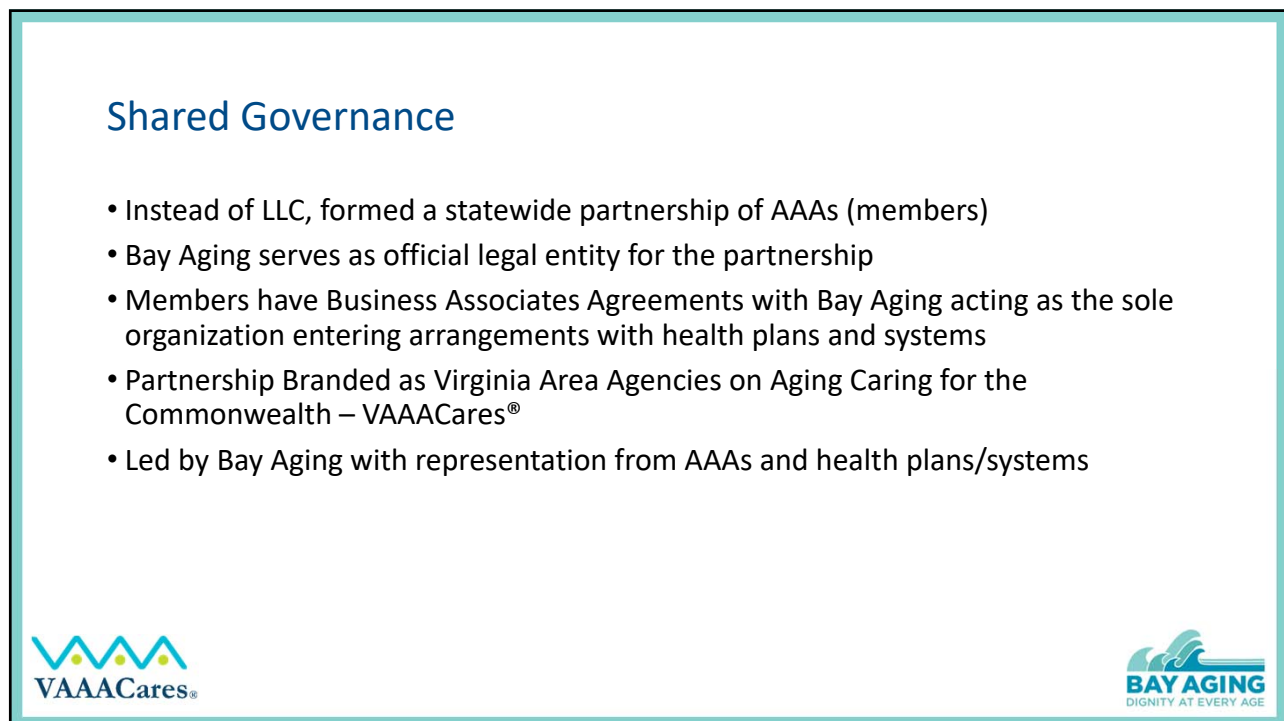 Shared Governance
• Instead of LLC, formed a statewide partnership of AAAs (members)
• Bay Aging serves as official legal entity for the partnership
• Members have Business Associates Agreements with Bay Aging acting as the sole
organization entering arrangements with health plans and systems
• Partnership Branded as Virginia Area Agencies on Aging Caring for the
Commonwealth – VAAACares®
• Led by Bay Aging with representation from AAAs and health plans/systems
VAAACares®
BAY AGING
DIGNITY AT EVERY AGE